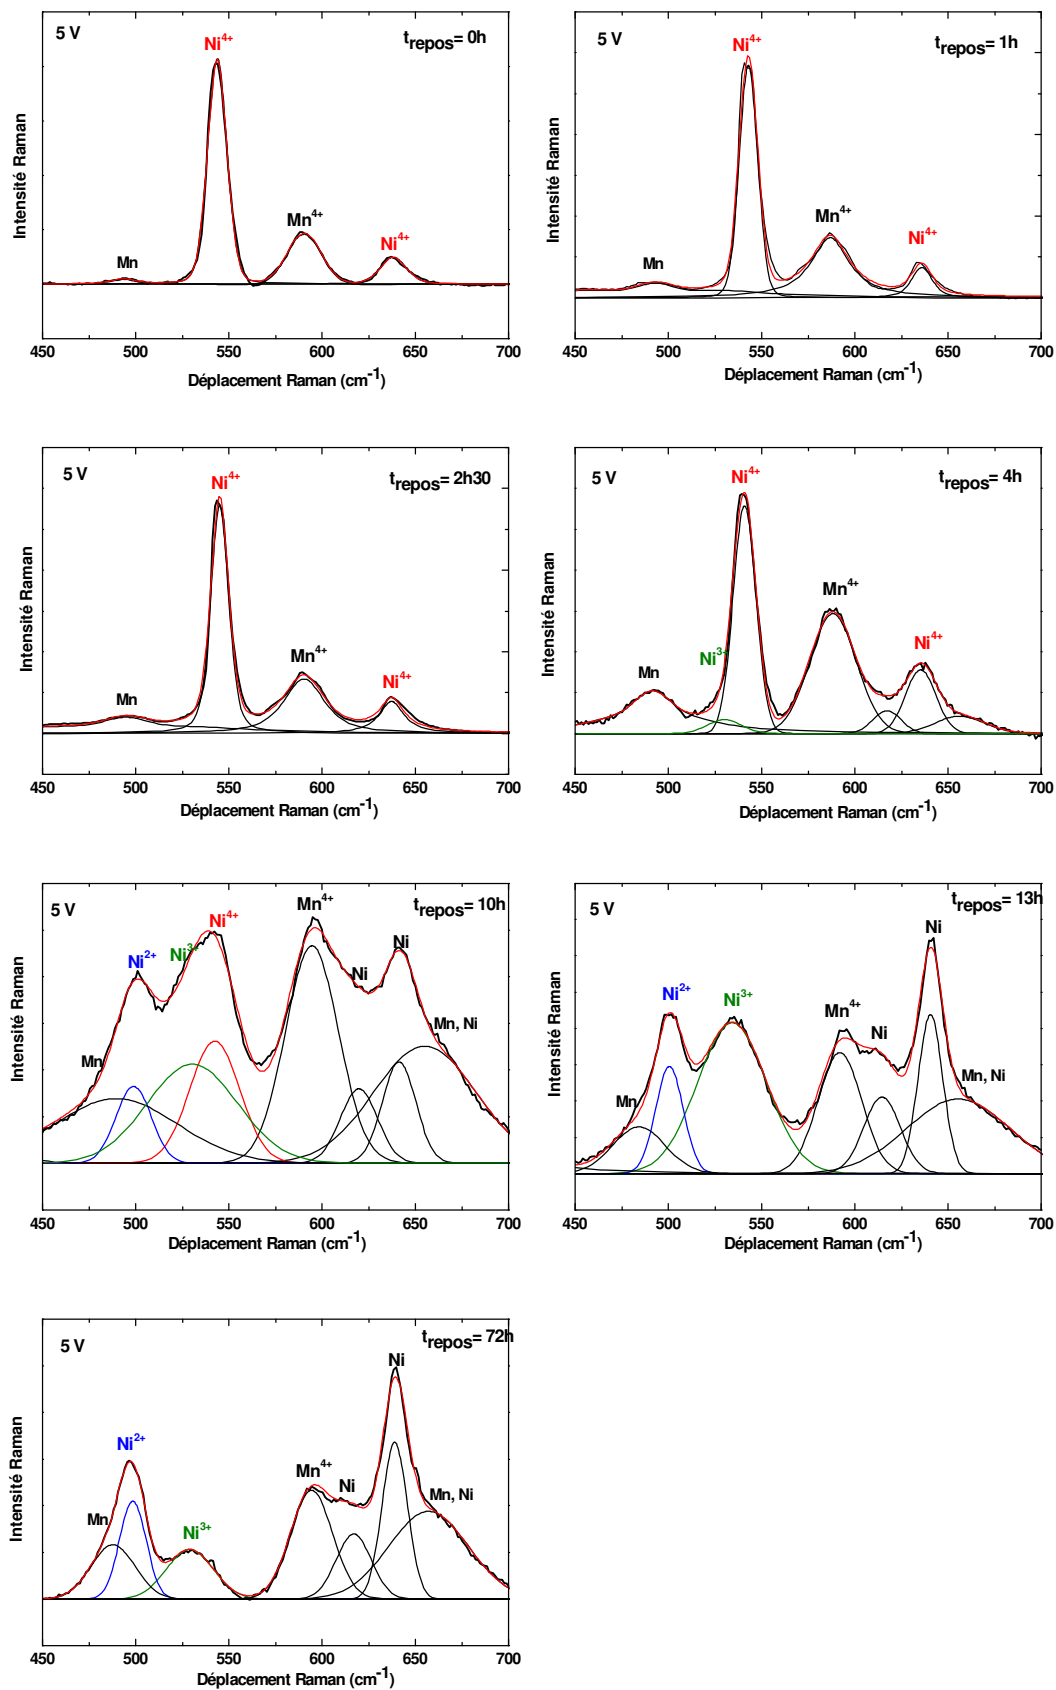 5 V
Ni4+
trepos= 0h
Mn
Mn4+
Ni4+
Intensité Raman
450 500 550 600 650 700
Déplacement Raman (cm-1)
5 V
Ni4+
trepos= 1h
Mn
Mn4+
Ni4+
Intensité Raman
450 500 550 600 650 700
Déplacement Raman (cm-1)
5 V
Ni4+
trepos= 2h30
Mn
Mn4+
Ni4+
Intensité Raman
450 500 550 600 650 700
Déplacement Raman (cm-1)
5 V
Ni4+
trepos= 4h
Mn
Ni3+
Mn4+
Ni4+
Intensité Raman
450 500 550 600 650 700
Déplacement Raman (cm-1)
5 V
trepos= 10h
Mn
Ni2+
Ni3+
Ni4+
Mn4+
Ni
Ni
Mn, Ni
Intensité Raman
450 500 550 600 650 700
Déplacement Raman (cm-1)
5 V
trepos= 13h
Mn
Ni2+
Ni3+
Mn4+
Ni
Ni
Mn, Ni
Intensité Raman
450 500 550 600 650 700
Déplacement Raman (cm-1)
5 V
trepos= 72h
Mn
Ni2+
Ni3+
Mn4+
Ni
Ni
Mn, Ni
Intensité Raman
450 500 550 600 650 700
Déplacement Raman (cm-1)